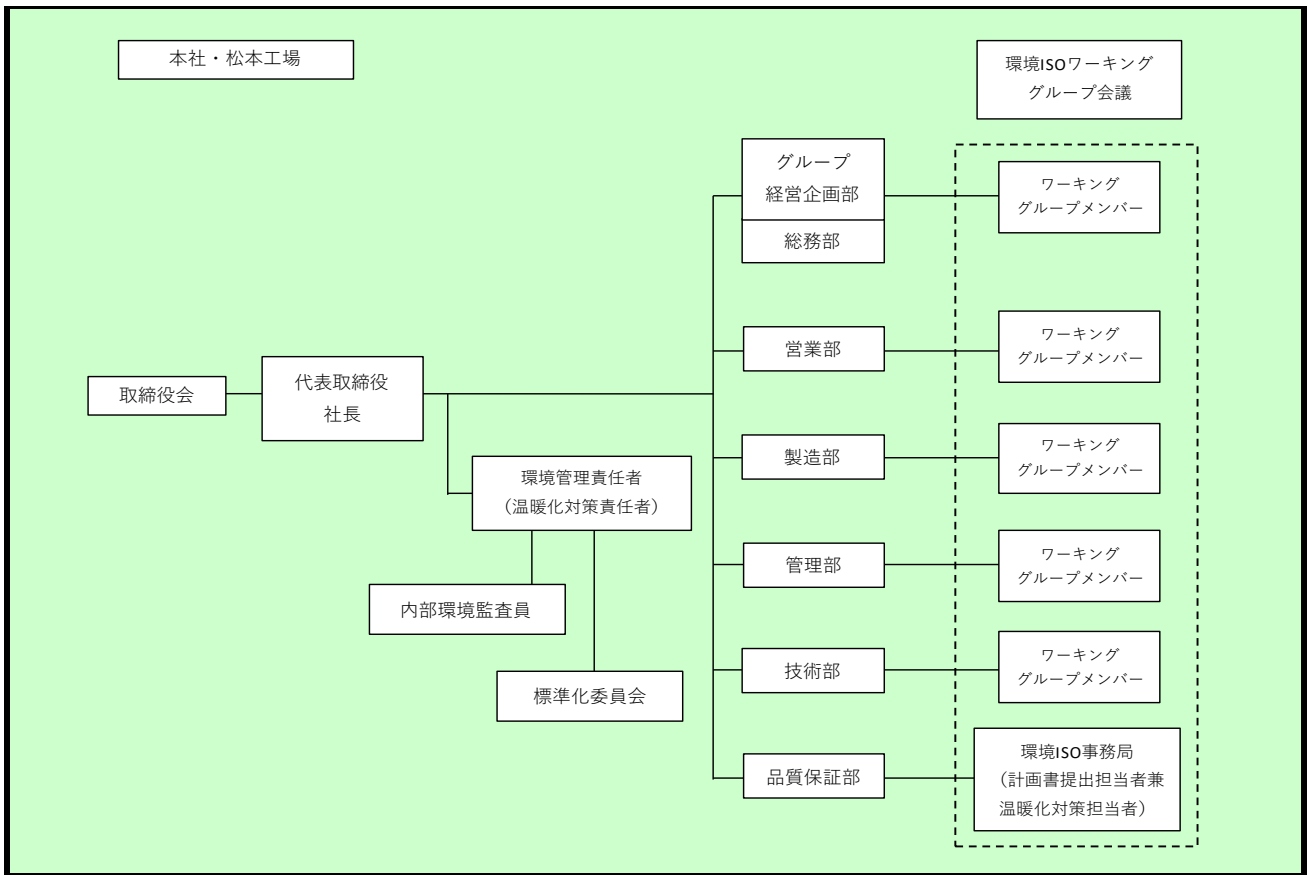 本社・松本工場
環境ISOワーキング
グループ会議
グループ
経営企画部
総務部
ワーキング
グループメンバー
営業部
ワーキング
グループメンバー
取締役会
代表取締役
社長
製造部
ワーキング
グループメンバー
環境管理責任者
（温暖化対策責任者）
管理部
ワーキング
グループメンバー
内部環境監査員
標準化委員会
技術部
ワーキング
グループメンバー
品質保証部
環境ISO事務局
（計画書提出担当者兼
温暖化対策担当者）